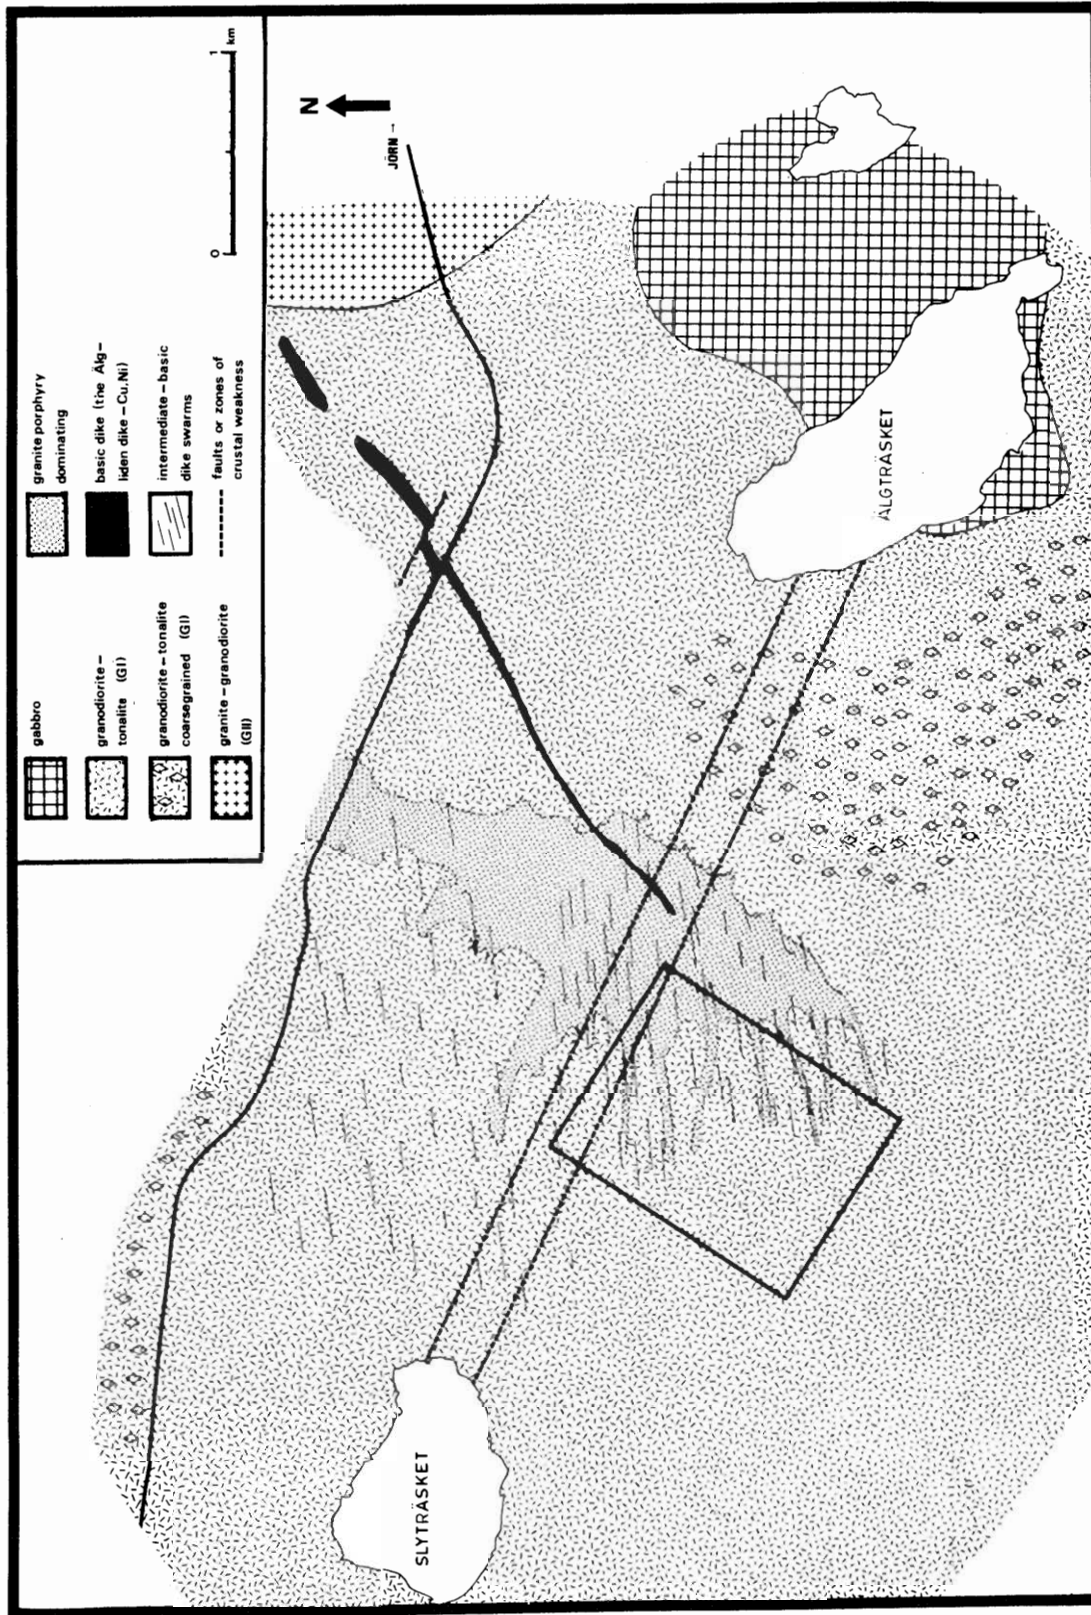 gabbro
granodiorite–
tonalite (GI)
granodiorite–tonalite
coarsegrained (GI)
granite–granodiorite
(GII)
granite porphyry
dominating
basic dike (the Älg–
liden dike–Cu,Ni)
intermediate–basic
dike swarms
faults or zones of
crustal weakness
0 1 km
N
JÖRN →
SLYTRÄSKET
ÄLGTRÄSKET